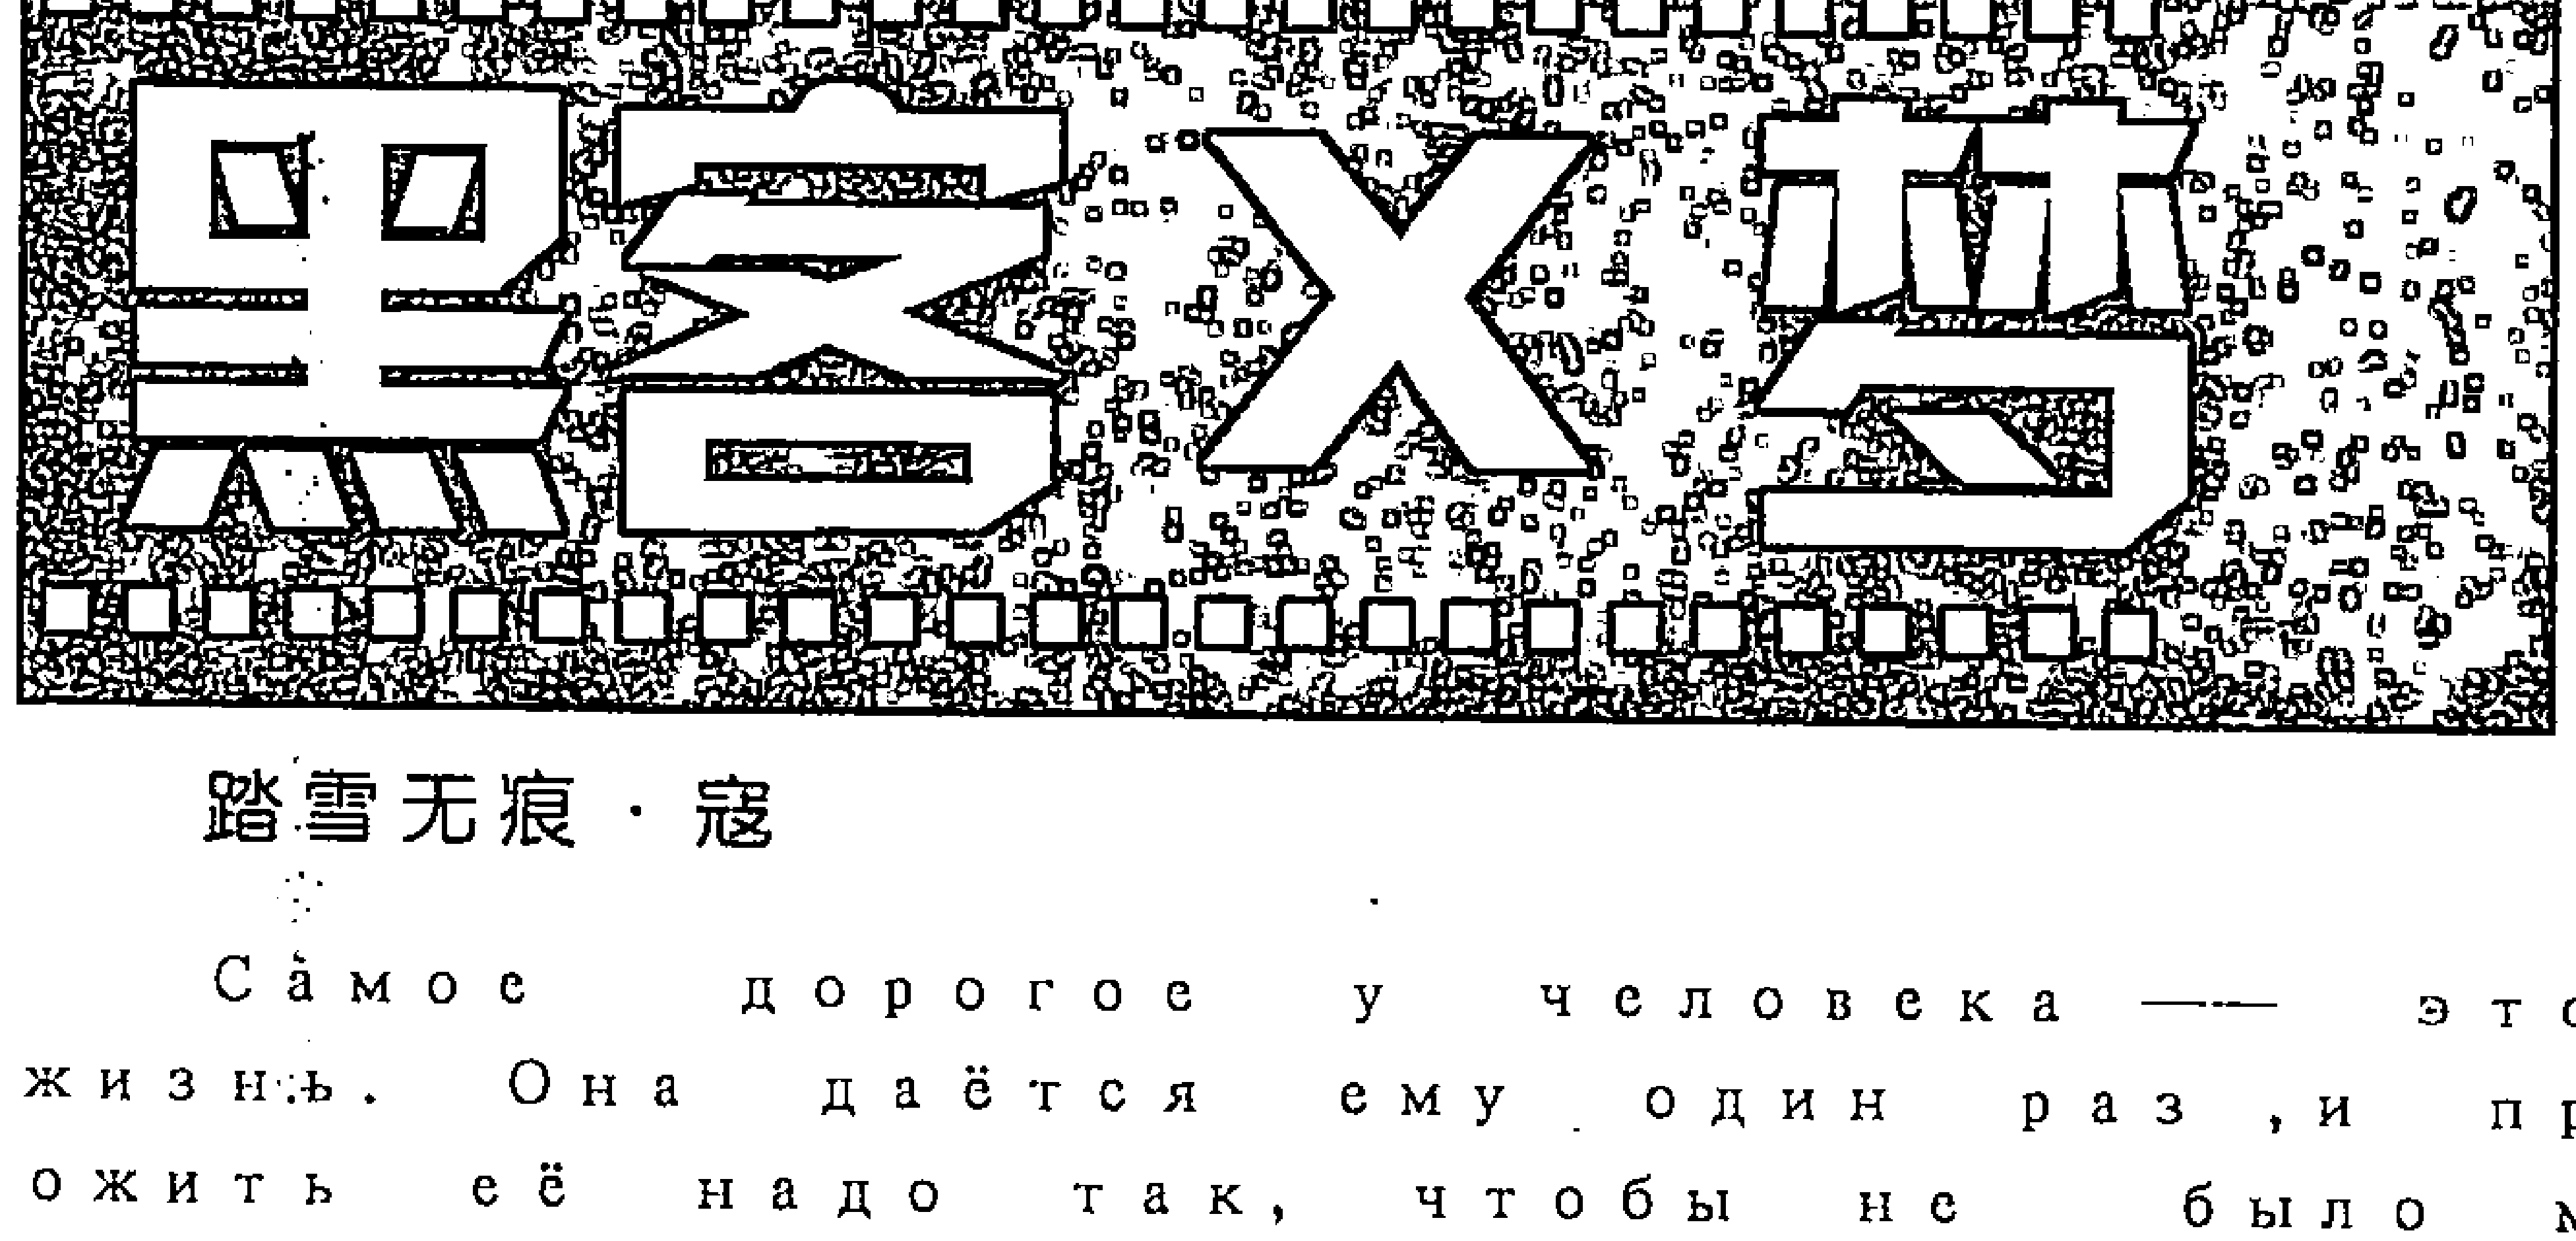 黑客X梦
踏雪无痕·寇
Самое дорогое у человека —— это
жизнь. Она даётся ему один раз ,и пр
ожить её надо так, чтобы не было м